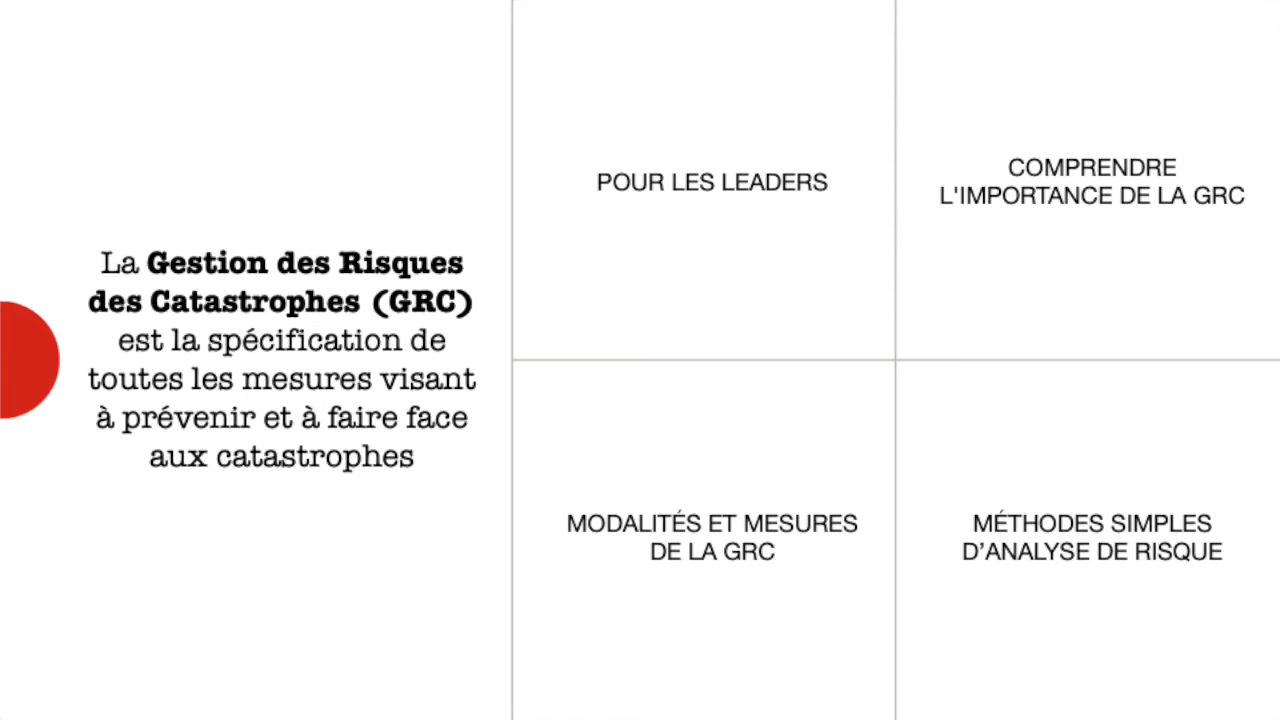 La Gestion des Risques
des Catastrophes (GRC)
est la spécification de
toutes les mesures visant
à prévenir et à faire face
aux catastrophes
POUR LES LEADERS
COMPRENDRE
L'IMPORTANCE DE LA GRC
MODALITÉS ET MESURES
DE LA GRC
MÉTHODES SIMPLES
D’ANALYSE DE RISQUE